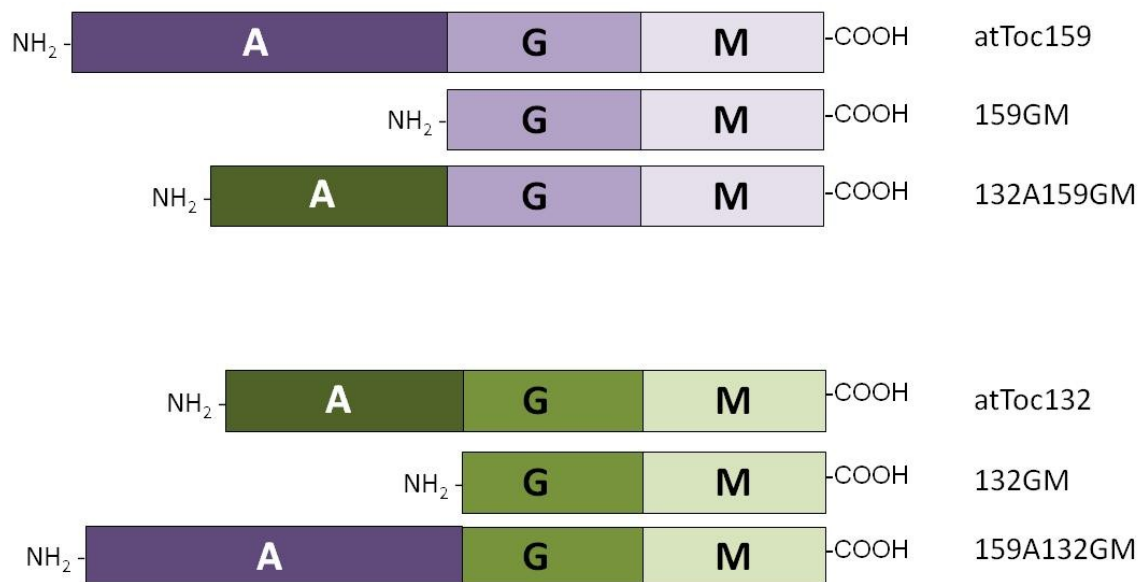 NH₂ A G M -COOH atToc159
NH₂ G M -COOH 159GM
NH₂ A G M -COOH 132A159GM
NH₂ A G M -COOH atToc132
NH₂ G M -COOH 132GM
NH₂ A G M -COOH 159A132GM